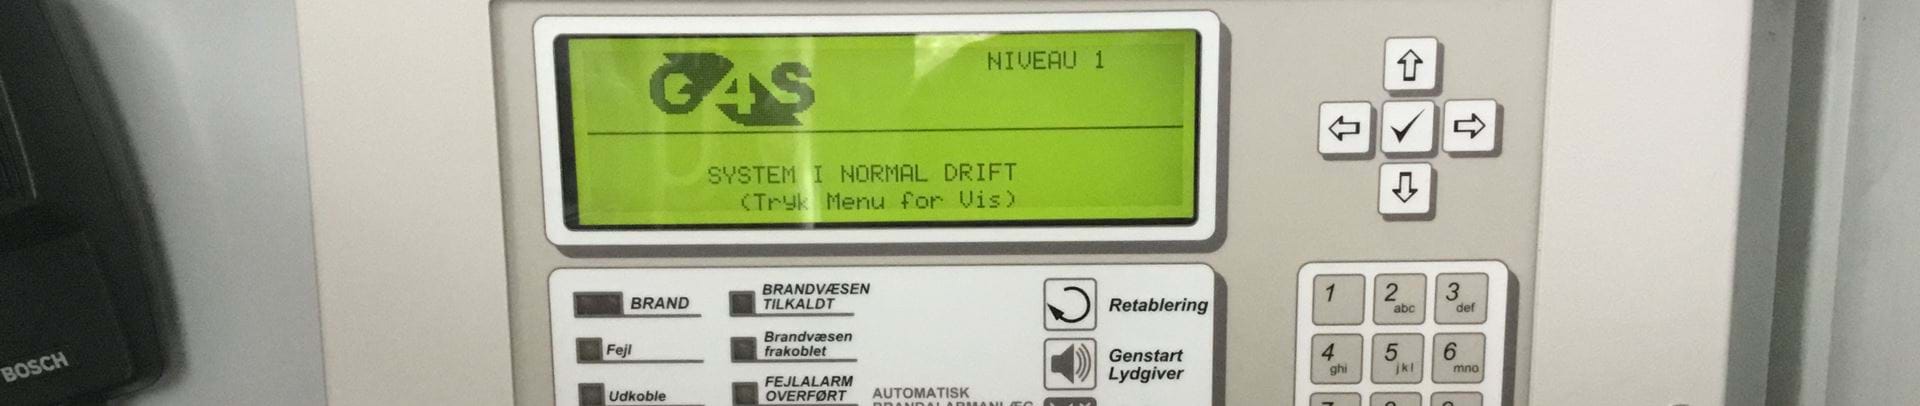 G4S
NIVEAU 1
SYSTEM I NORMAL DRIFT
(Tryk Menu for Vis)
BRAND
BRANDVÆSEN
TILKALDT
Retablering
Fejl
Brandvæsen
frakoblet
Genstart
Lydgiver
Udkoble
FEJLALARM
OVERFØRT
AUTOMATISK
BRANDALARMANLÆG
1
2 abc
3 def
4 ghi
5 jkl
6 mno
BOSCH